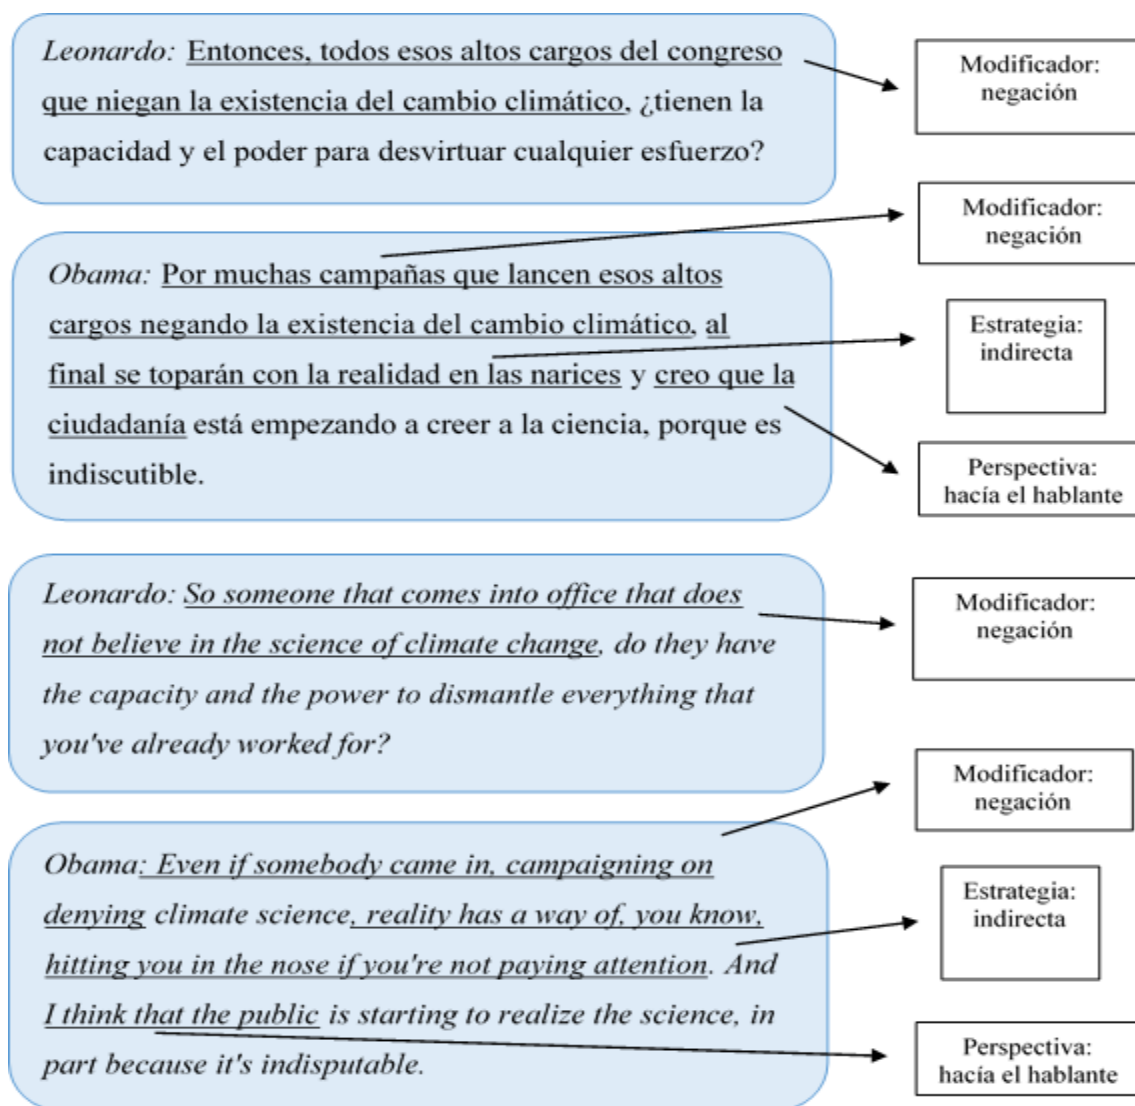 Leonardo: Entonces, todos esos altos cargos del congreso
que niegan la existencia del cambio climático, ¿tienen la
capacidad y el poder para desvirtuar cualquier esfuerzo?
Modificador:
negación
Modificador:
negación
Obama: Por muchas campañas que lancen esos altos
cargos negando la existencia del cambio climático, al
final se toparán con la realidad en las narices y creo que la
ciudadanía está empezando a creer a la ciencia, porque es
indiscutible.
Estrategia:
indirecta
Perspectiva:
hacía el hablante
Leonardo: So someone that comes into office that does
not believe in the science of climate change, do they have
the capacity and the power to dismantle everything that
you've already worked for?
Modificador:
negación
Modificador:
negación
Obama: Even if somebody came in, campaigning on
denying climate science, reality has a way of, you know,
hitting you in the nose if you're not paying attention. And
I think that the public is starting to realize the science, in
part because it's indisputable.
Estrategia:
indirecta
Perspectiva:
hacía el hablante